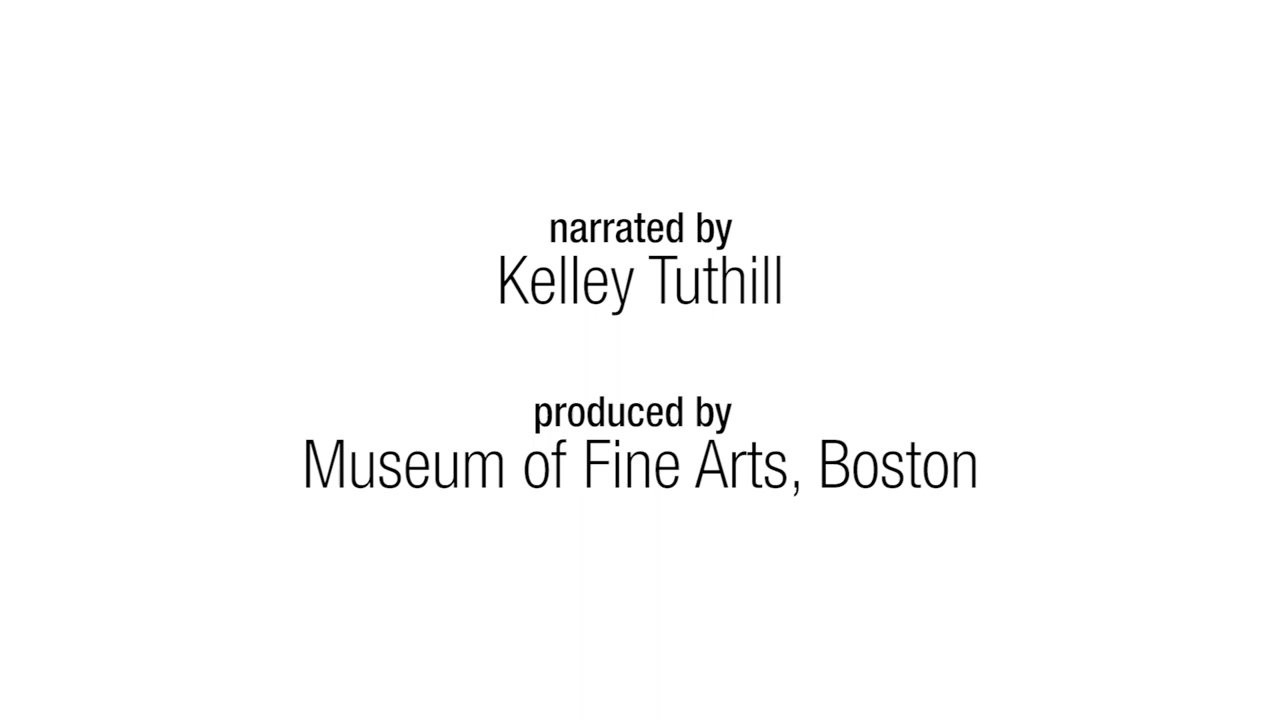 narrated by
Kelley Tuthill
produced by
Museum of Fine Arts, Boston